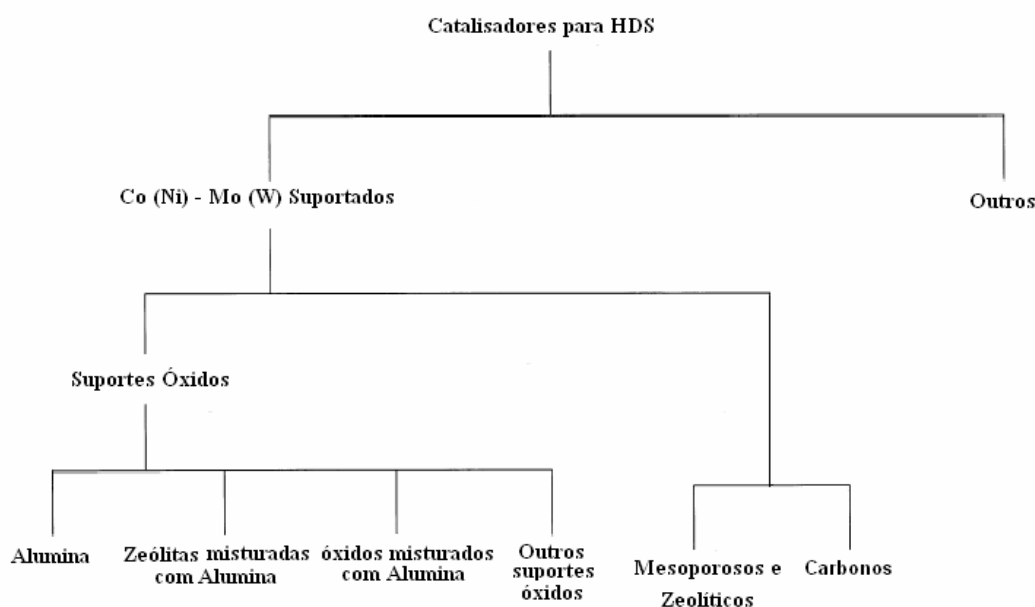 Catalisadores para HDS
Co (Ni) - Mo (W) Suportados
Outros
Suportes Óxidos
Alumina
Zeólitas misturadas
com Alumina
óxidos misturados
com Alumina
Outros
suportes
óxidos
Mesoporosos e
Zeolíticos
Carbonos